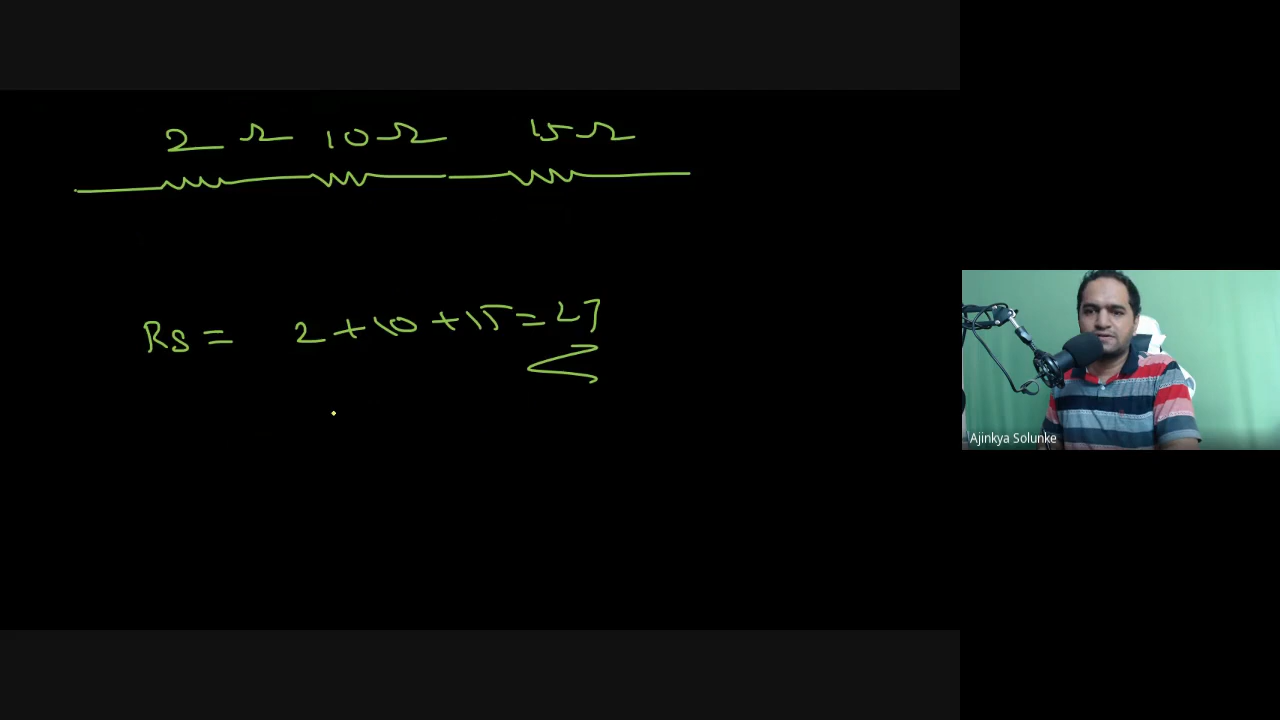 2 Ω 10 Ω 15 Ω
Rs = 2 + 10 + 15 = 27
Ajinkya Solunke